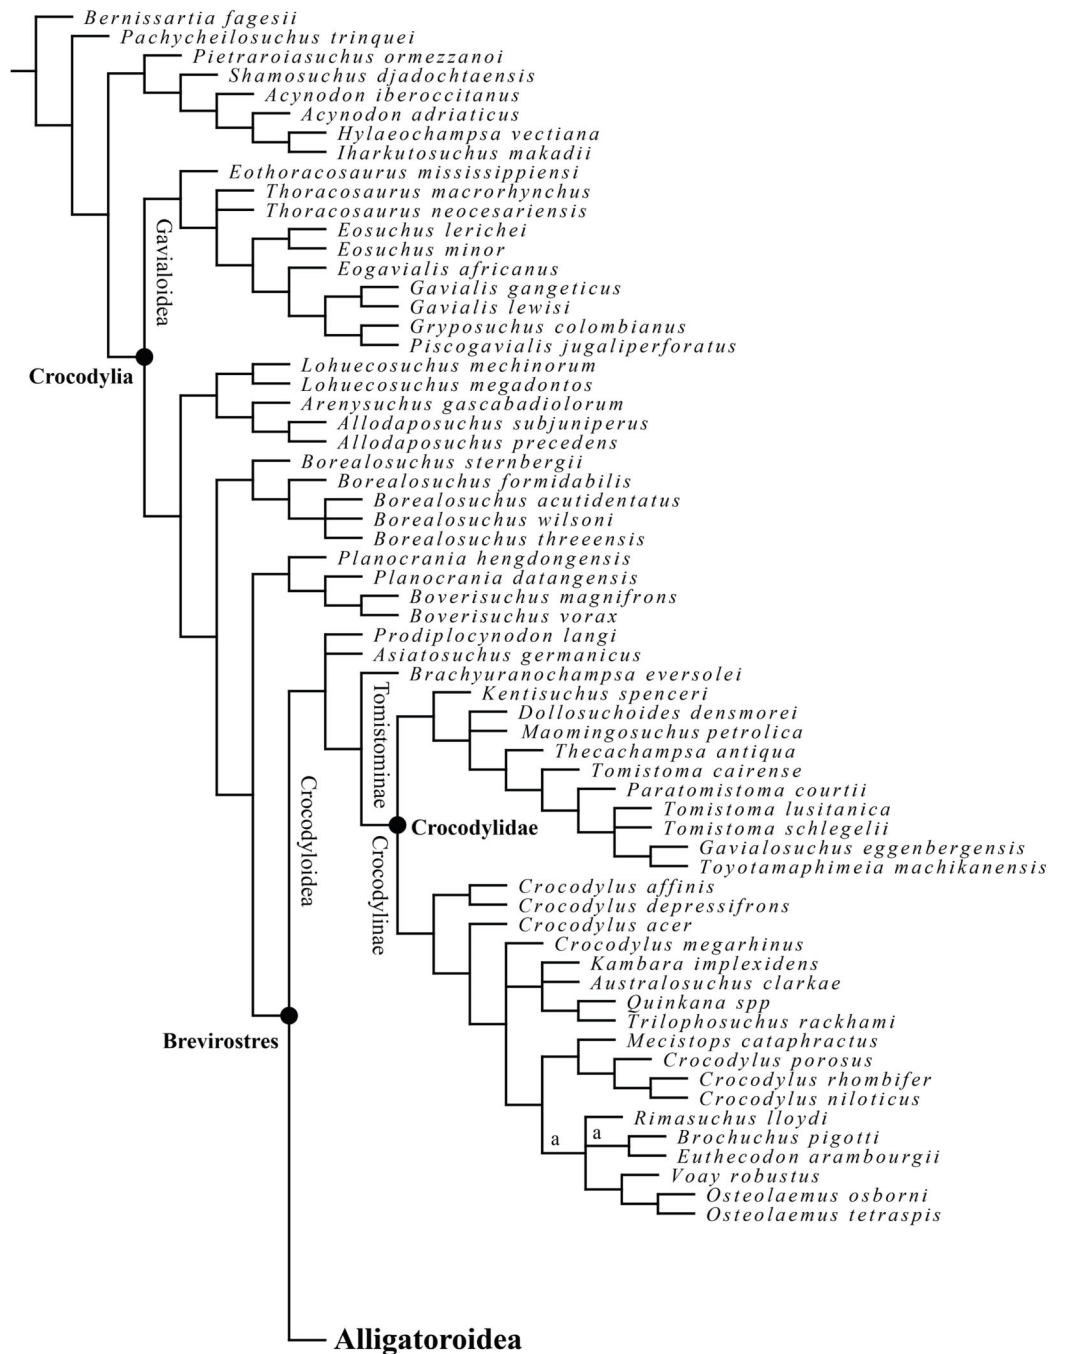 Bernissartia fagesii
Pachycheilosuchus trinquei
Pietraroiasuchus ormezzanoi
Shamosuchus djadochtaensis
Acynodon iberoccitanus
Acynodon adriaticus
Hylaeochampsa vectiana
Iharkutosuchus makadii
Eothoracosaurus mississippiensi
Thoracosaurus macrorhynchus
Thoracosaurus neocesariensis
Eosuchus lerichei
Eosuchus minor
Eogavialis africanus
Gavialis gangeticus
Gavialis lewisi
Gryposuchus colombianus
Piscogavialis jugaliperforatus
Gavialoidea
Crocodylia
Lohuecosuchus mechinorum
Lohuecosuchus megadontos
Arenysuchus gascabadiolorum
Allodaposuchus subjuniperus
Allodaposuchus precedens
Borealosuchus sternbergii
Borealosuchus formidabilis
Borealosuchus acutidentatus
Borealosuchus wilsoni
Borealosuchus threeensis
Planocrania hengdongensis
Planocrania datangensis
Boverisuchus magnifrons
Boverisuchus vorax
Prodiplocynodon langi
Asiatosuchus germanicus
Brachyuranochampsa eversolei
Kentisuchus spenceri
Dollosuchoides densmorei
Maomingosuchus petrolica
Thecachampsa antiqua
Tomistoma cairense
Paratomistoma courtii
Tomistoma lusitanica
Tomistoma schlegelii
Gavialosuchus eggenbergensis
Toyotamaphimeia machikanensis
Tomistominae
Crocodylidae
Crocodyloidea
Crocodylinae
Crocodylus affinis
Crocodylus depressifrons
Crocodylus acer
Crocodylus megarhinus
Kambara implexidens
Australosuchus clarkae
Quinkana spp
Trilophosuchus rackhami
Mecistops cataphractus
Crocodylus porosus
Crocodylus rhombifer
Crocodylus niloticus
Rimasuchus lloydi
a
a
Brochuchus pigotti
Euthecodon arambourgii
Voay robustus
Osteolaemus osborni
Osteolaemus tetraspis
Brevirostres
Alligatoroidea